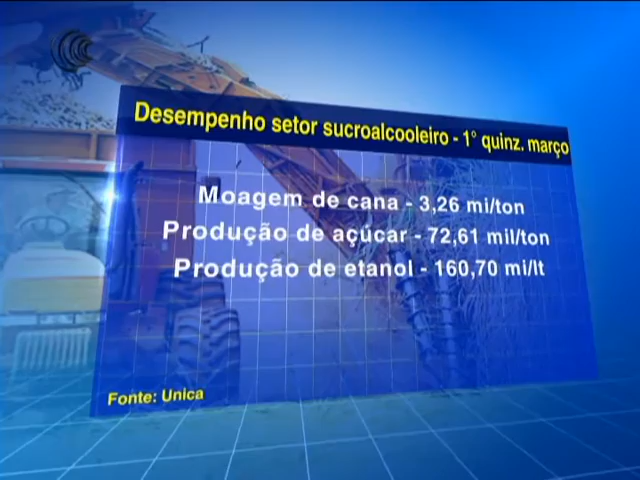 Desempenho setor sucroalcooleiro - 1° quinz. março
Moagem de cana - 3,26 mi/ton
Produção de açúcar - 72,61 mil/ton
Produção de etanol - 160,70 mi/lt
Fonte: Unica